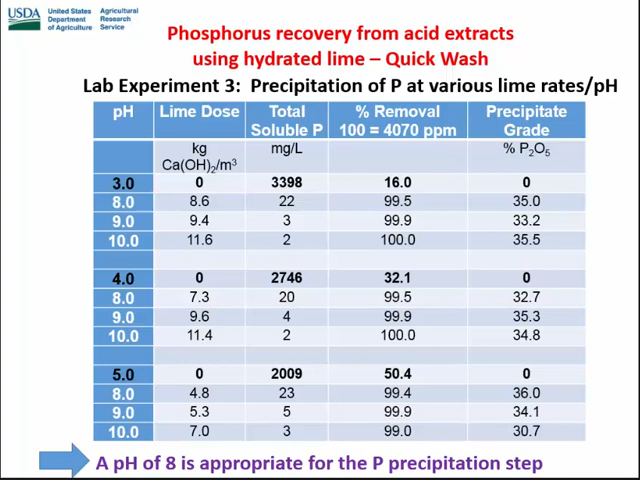 USDA
United States
Department
of Agriculture
Agricultural
Research
Service
Phosphorus recovery from acid extracts
using hydrated lime – Quick Wash
Lab Experiment 3: Precipitation of P at various lime rates/pH
pH Lime Dose Total Soluble P % Removal 100 = 4070 ppm Precipitate Grade
kg Ca(OH)₂/m³ mg/L % P₂O₅
3.0 0 3398 16.0 0
8.0 8.6 22 99.5 35.0
9.0 9.4 3 99.9 33.2
10.0 11.6 2 100.0 35.5
4.0 0 2746 32.1 0
8.0 7.3 20 99.5 32.7
9.0 9.6 4 99.9 35.3
10.0 11.4 2 100.0 34.8
5.0 0 2009 50.4 0
8.0 4.8 23 99.4 36.0
9.0 5.3 5 99.9 34.1
10.0 7.0 3 99.0 30.7
A pH of 8 is appropriate for the P precipitation step